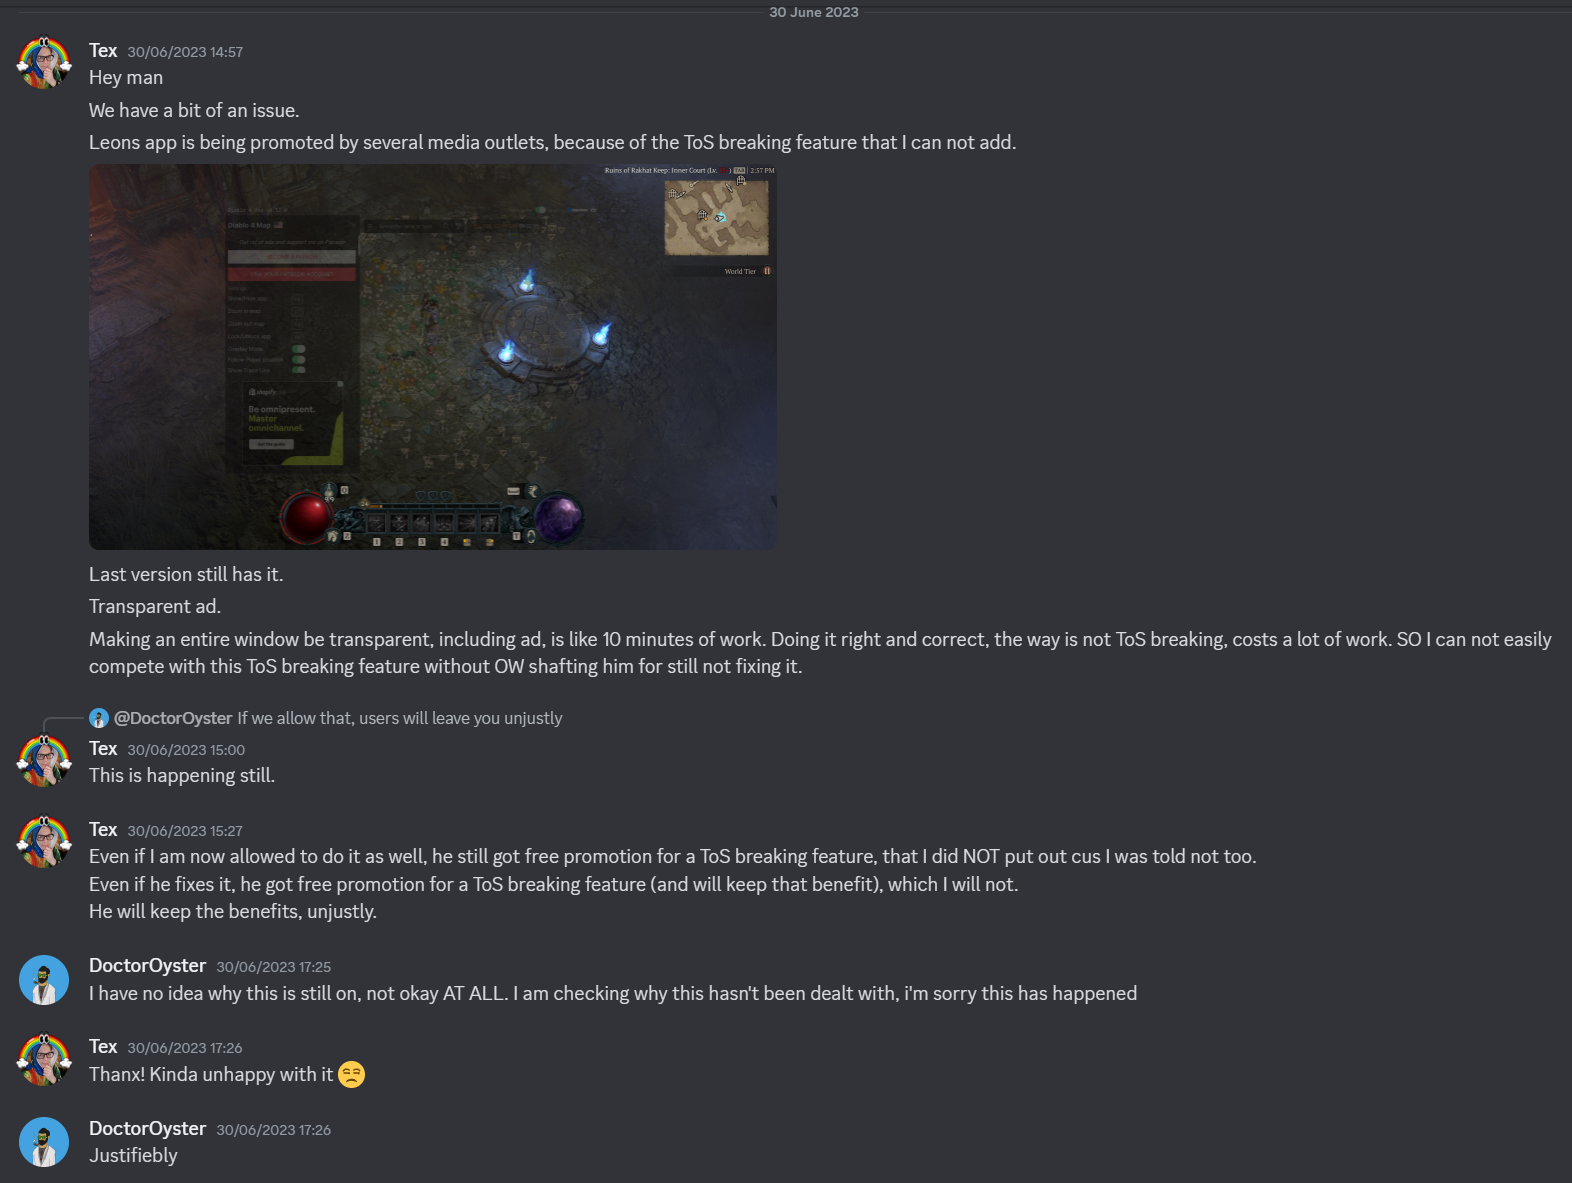 30 June 2023
Tex 30/06/2023 14:57
Hey man
We have a bit of an issue.
Leons app is being promoted by several media outlets, because of the ToS breaking feature that I can not add.
Ruins of Rakhat Keep: Inner Court (Lv. 2:57 PM
World Tier II
Diablo 4 Map
shopify
Be omnipresent.
Master
omnichannel.
Z 1 2 3 4 T
Last version still has it.
Transparent ad.
Making an entire window be transparent, including ad, is like 10 minutes of work. Doing it right and correct, the way is not ToS breaking, costs a lot of work. SO I can not easily
compete with this ToS breaking feature without OW shafting him for still not fixing it.
@DoctorOyster If we allow that, users will leave you unjustly
Tex 30/06/2023 15:00
This is happening still.
Tex 30/06/2023 15:27
Even if I am now allowed to do it as well, he still got free promotion for a ToS breaking feature, that I did NOT put out cus I was told not too.
Even if he fixes it, he got free promotion for a ToS breaking feature (and will keep that benefit), which I will not.
He will keep the benefits, unjustly.
DoctorOyster 30/06/2023 17:25
I have no idea why this is still on, not okay AT ALL. I am checking why this hasn't been dealt with, i'm sorry this has happened
Tex 30/06/2023 17:26
Thanx! Kinda unhappy with it 😒
DoctorOyster 30/06/2023 17:26
Justifiebly